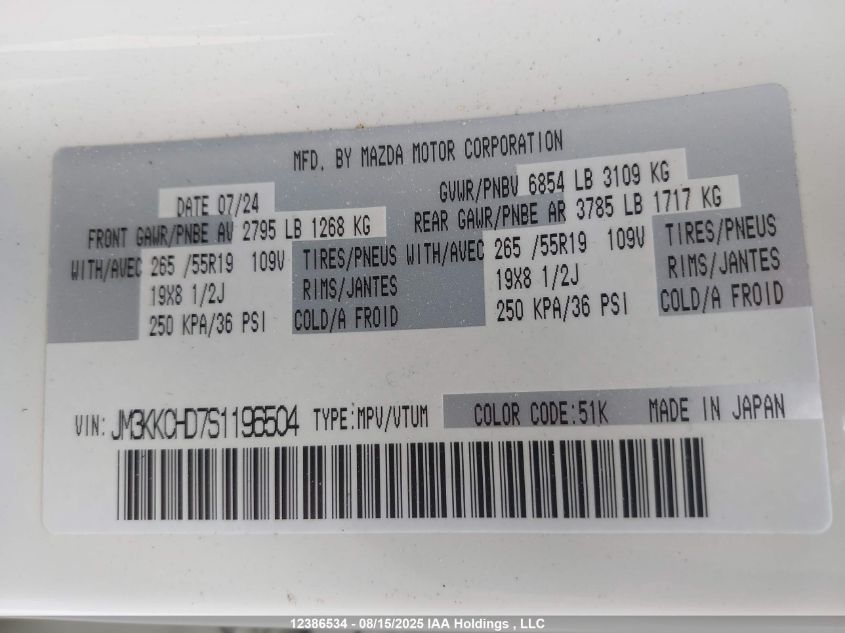 MFD. BY MAZDA MOTOR CORPORATION
DATE 07/24 GVWR/PNBV 6854 LB 3109 KG
FRONT GAWR/PNBE AV 2795 LB 1268 KG REAR GAWR/PNBE AR 3785 LB 1717 KG
WITH/AVEC 265 /55R19 109V TIRES/PNEUS WITH/AVEC 265 /55R19 109V TIRES/PNEUS
19X8 1/2J RIMS/JANTES 19X8 1/2J RIMS/JANTES
250 KPA/36 PSI COLD/A FROID 250 KPA/36 PSI COLD/A FROID
VIN: JM3KKCHD7S1196504 TYPE:MPV/VTUM COLOR CODE:51K MADE IN JAPAN
12386534 - 08/15/2025 IAA Holdings , LLC